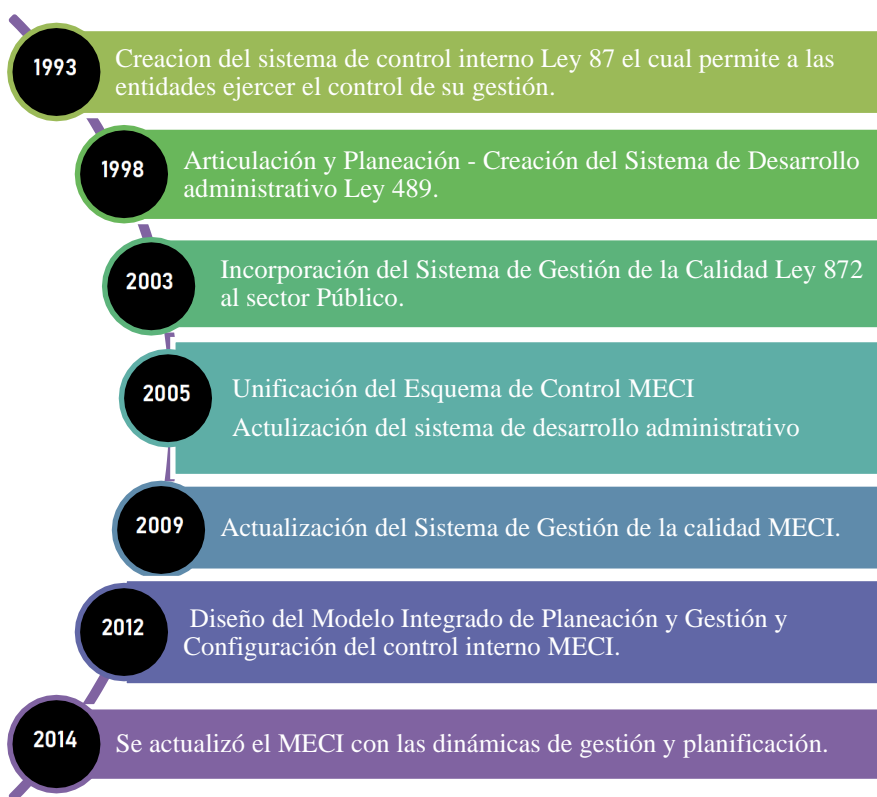 1993
Creacion del sistema de control interno Ley 87 el cual permite a las
entidades ejercer el control de su gestión.
1998
Articulación y Planeación - Creación del Sistema de Desarrollo
administrativo Ley 489.
2003
Incorporación del Sistema de Gestión de la Calidad Ley 872
al sector Público.
2005
Unificación del Esquema de Control MECI
Actulización del sistema de desarrollo administrativo
2009
Actualización del Sistema de Gestión de la calidad MECI.
2012
Diseño del Modelo Integrado de Planeación y Gestión y
Configuración del control interno MECI.
2014
Se actualizó el MECI con las dinámicas de gestión y planificación.